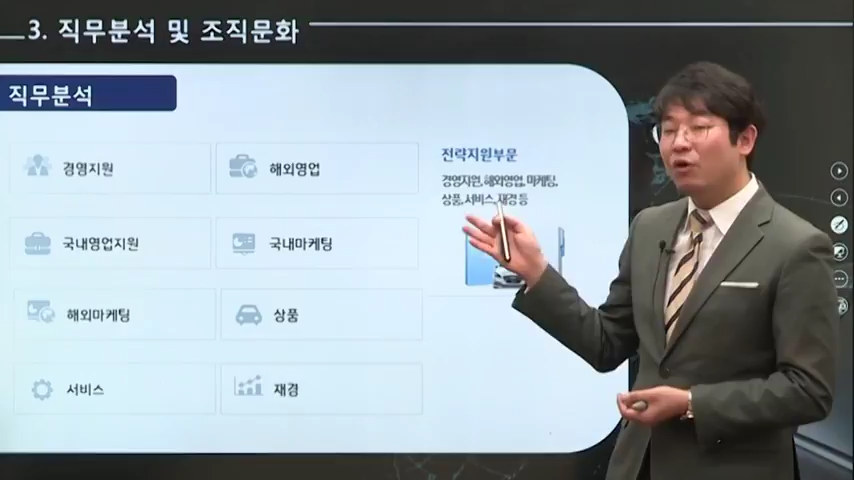 3. 직무분석 및 조직문화
직무분석
경영지원
해외영업
국내영업지원
국내마케팅
해외마케팅
상품
서비스
재경
전략지원부문
경영지원, 해외영업, 마케팅,
상품, 서비스, 재경 등